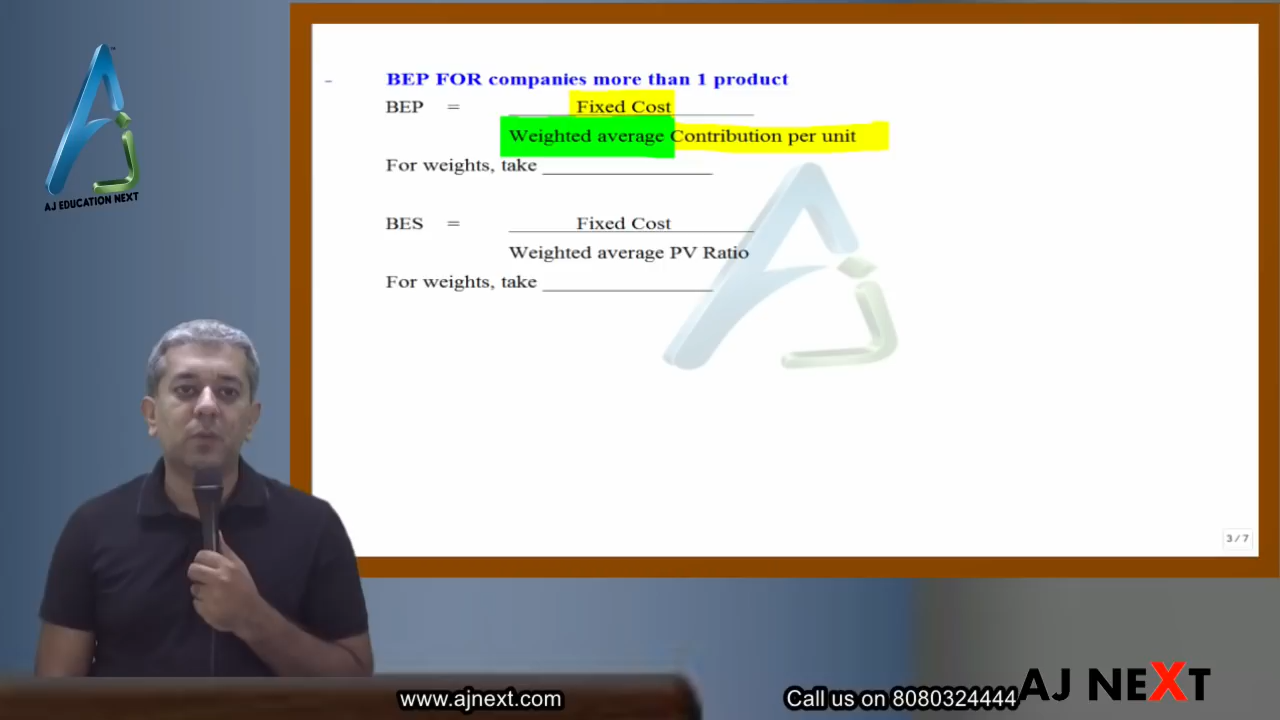 AJ EDUCATION NEXT
BEP FOR companies more than 1 product
BEP = Fixed Cost
Weighted average Contribution per unit
For weights, take ____________
BES = Fixed Cost
Weighted average PV Ratio
For weights, take ____________
3 / 7
www.ajnext.com
Call us on 8080324444
AJ NEXT